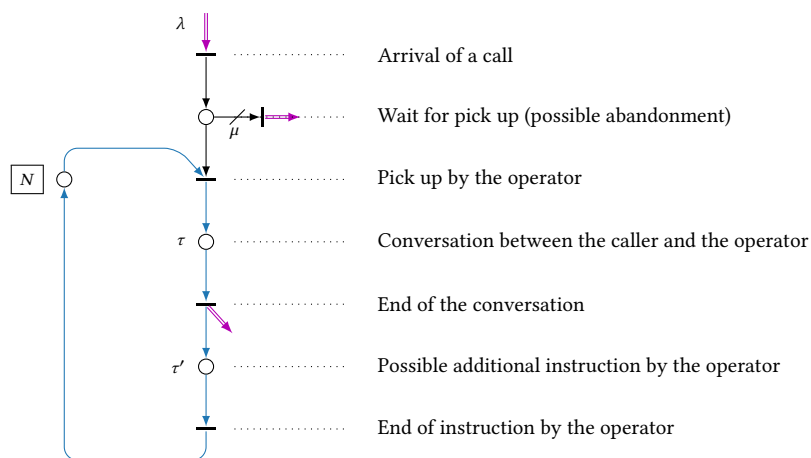 λ
Arrival of a call
Wait for pick up (possible abandonment)
μ
N
Pick up by the operator
τ
Conversation between the caller and the operator
End of the conversation
τ′
Possible additional instruction by the operator
End of instruction by the operator